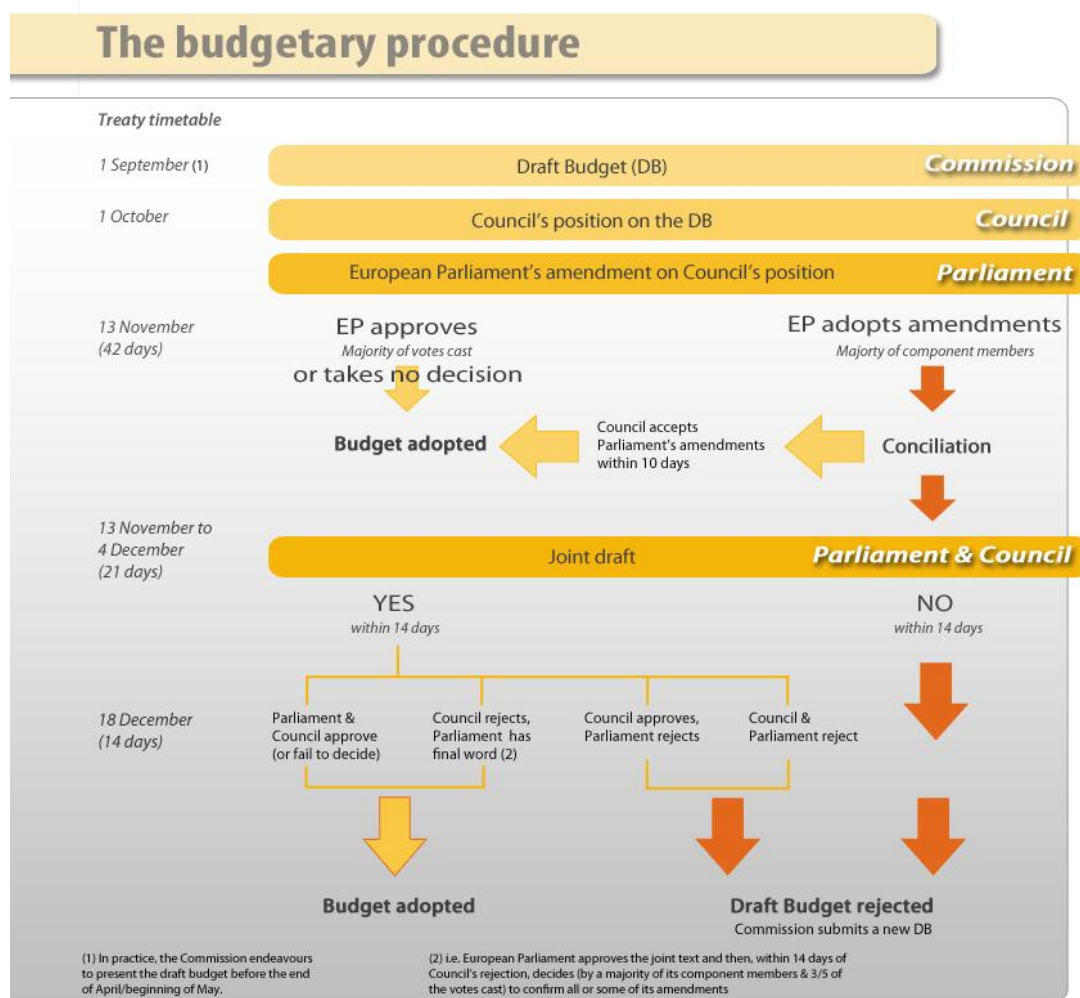 The budgetary procedure
Treaty timetable
1 September (1)
Draft Budget (DB)
Commission
1 October
Council's position on the DB
Council
European Parliament's amendment on Council's position
Parliament
13 November
(42 days)
EP approves
Majority of votes cast
or takes no decision
EP adopts amendments
Majorty of component members
Budget adopted
Council accepts
Parliament's amendments
within 10 days
Conciliation
13 November to
4 December
(21 days)
Joint draft
Parliament & Council
YES
within 14 days
NO
within 14 days
18 December
(14 days)
Parliament &
Council approve
(or fail to decide)
Council rejects,
Parliament has
final word (2)
Council approves,
Parliament rejects
Council &
Parliament reject
Budget adopted
Draft Budget rejected
Commission submits a new DB
(1) In practice, the Commission endeavours
to present the draft budget before the end
of April/beginning of May.
(2) i.e. European Parliament approves the joint text and then, within 14 days of
Council's rejection, decides (by a majority of its component members & 3/5 of
the votes cast) to confirm all or some of its amendments